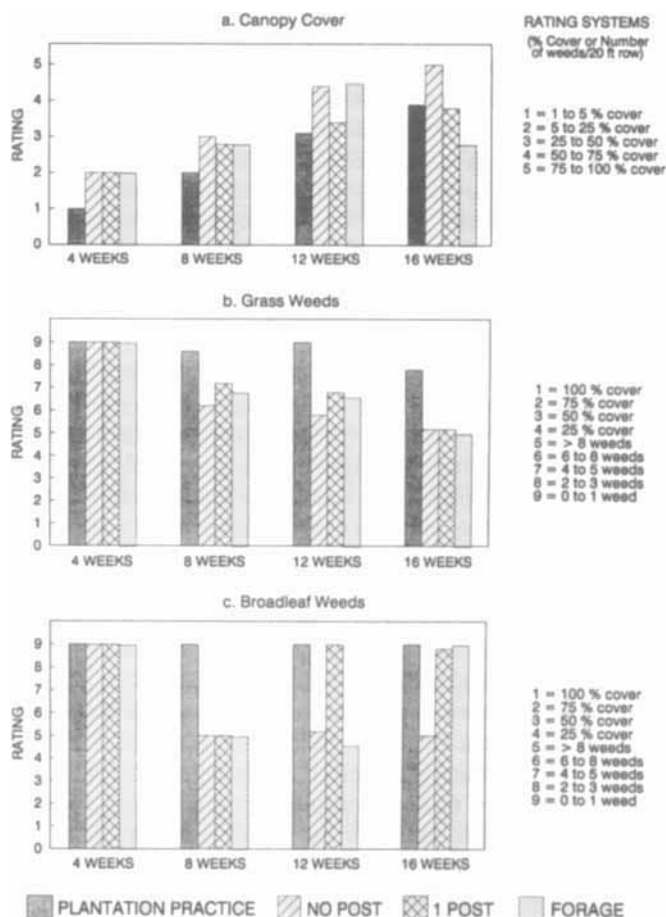 a. Canopy Cover
RATING SYSTEMS
(% Cover or Number
of weeds/20 ft row)
5
4
3
2
1
0
RATING
1 = 1 to 5 % cover
2 = 5 to 25 % cover
3 = 25 to 50 % cover
4 = 50 to 75 % cover
5 = 75 to 100 % cover
4 WEEKS 8 WEEKS 12 WEEKS 16 WEEKS
b. Grass Weeds
9
8
7
6
5
4
3
2
1
0
RATING
1 = 100 % cover
2 = 75 % cover
3 = 50 % cover
4 = 25 % cover
5 = > 8 weeds
6 = 6 to 8 weeds
7 = 4 to 5 weeds
8 = 2 to 3 weeds
9 = 0 to 1 weed
4 WEEKS 8 WEEKS 12 WEEKS 16 WEEKS
c. Broadleaf Weeds
9
8
7
6
5
4
3
2
1
0
RATING
1 = 100 % cover
2 = 75 % cover
3 = 50 % cover
4 = 25 % cover
5 = > 8 weeds
6 = 6 to 8 weeds
7 = 4 to 5 weeds
8 = 2 to 3 weeds
9 = 0 to 1 weed
4 WEEKS 8 WEEKS 12 WEEKS 16 WEEKS
PLANTATION PRACTICE NO POST 1 POST FORAGE